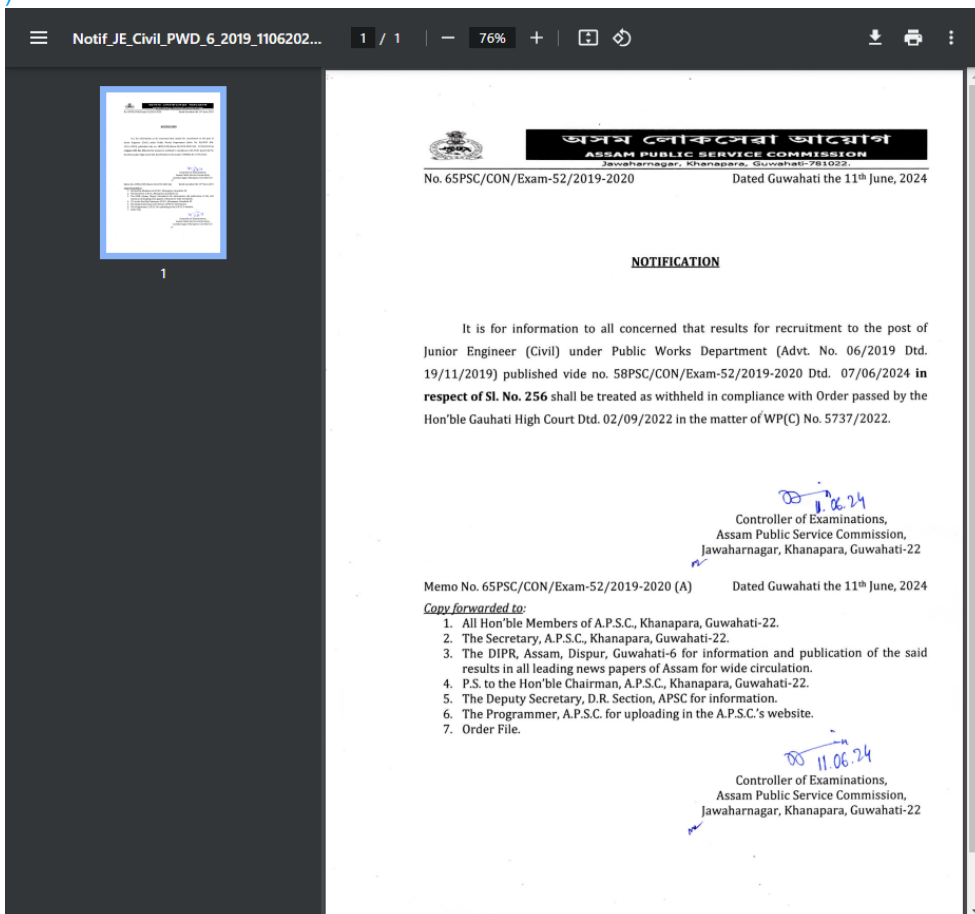 Notif_JE_Civil_PWD_6_2019_1106202...
1 / 1
76%
1
অসম লোকসেৱা আয়োগ
ASSAM PUBLIC SERVICE COMMISSION
Jawaharnagar, Khanapara, Guwahati-781022.
No. 65PSC/CON/Exam-52/2019-2020 Dated Guwahati the 11th June, 2024
NOTIFICATION
It is for information to all concerned that results for recruitment to the post of
Junior Engineer (Civil) under Public Works Department (Advt. No. 06/2019 Dtd.
19/11/2019) published vide no. 58PSC/CON/Exam-52/2019-2020 Dtd. 07/06/2024 in
respect of Sl. No. 256 shall be treated as withheld in compliance with Order passed by the
Hon'ble Gauhati High Court Dtd. 02/09/2022 in the matter of WP(C) No. 5737/2022.
11.06.24
Controller of Examinations,
Assam Public Service Commission,
Jawaharnagar, Khanapara, Guwahati-22
Memo No. 65PSC/CON/Exam-52/2019-2020 (A) Dated Guwahati the 11th June, 2024
Copy forwarded to:
1. All Hon'ble Members of A.P.S.C., Khanapara, Guwahati-22.
2. The Secretary, A.P.S.C., Khanapara, Guwahati-22.
3. The DIPR, Assam, Dispur, Guwahati-6 for information and publication of the said
results in all leading news papers of Assam for wide circulation.
4. P.S. to the Hon'ble Chairman, A.P.S.C., Khanapara, Guwahati-22.
5. The Deputy Secretary, D.R. Section, APSC for information.
6. The Programmer, A.P.S.C. for uploading in the A.P.S.C.'s website.
7. Order File.
11.06.24
Controller of Examinations,
Assam Public Service Commission,
Jawaharnagar, Khanapara, Guwahati-22